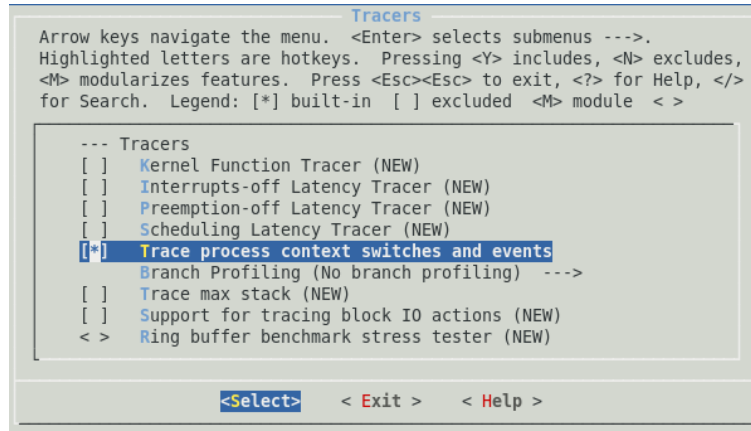 Tracers
Arrow keys navigate the menu.  <Enter> selects submenus --->.
Highlighted letters are hotkeys.  Pressing <Y> includes, <N> excludes,
<M> modularizes features.  Press <Esc><Esc> to exit, <?> for Help, </>
for Search.  Legend: [*] built-in  [ ] excluded  <M> module  < >
--- Tracers
[ ]   Kernel Function Tracer (NEW)
[ ]   Interrupts-off Latency Tracer (NEW)
[ ]   Preemption-off Latency Tracer (NEW)
[ ]   Scheduling Latency Tracer (NEW)
[*]   Trace process context switches and events
Branch Profiling (No branch profiling)  --->
[ ]   Trace max stack (NEW)
[ ]   Support for tracing block IO actions (NEW)
< >   Ring buffer benchmark stress tester (NEW)
<Select>    < Exit >    < Help >